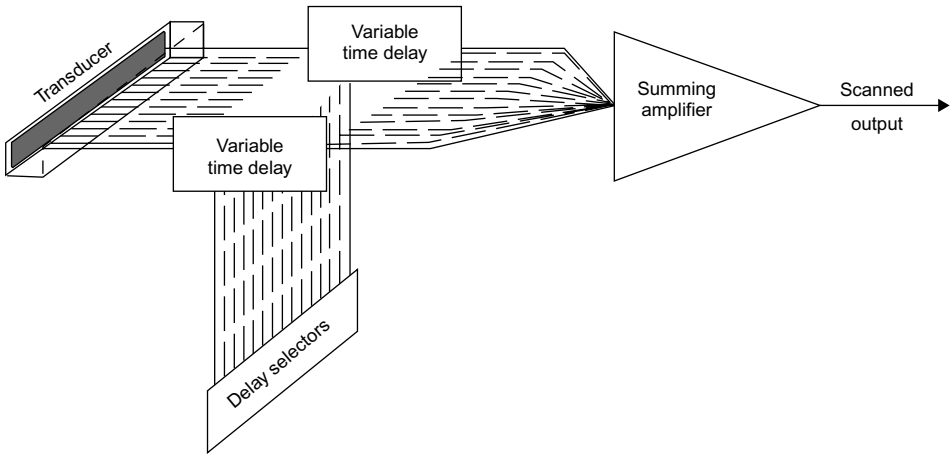 Transducer
Variable
time delay
Variable
time delay
Summing
amplifier
Scanned
output
Delay selectors